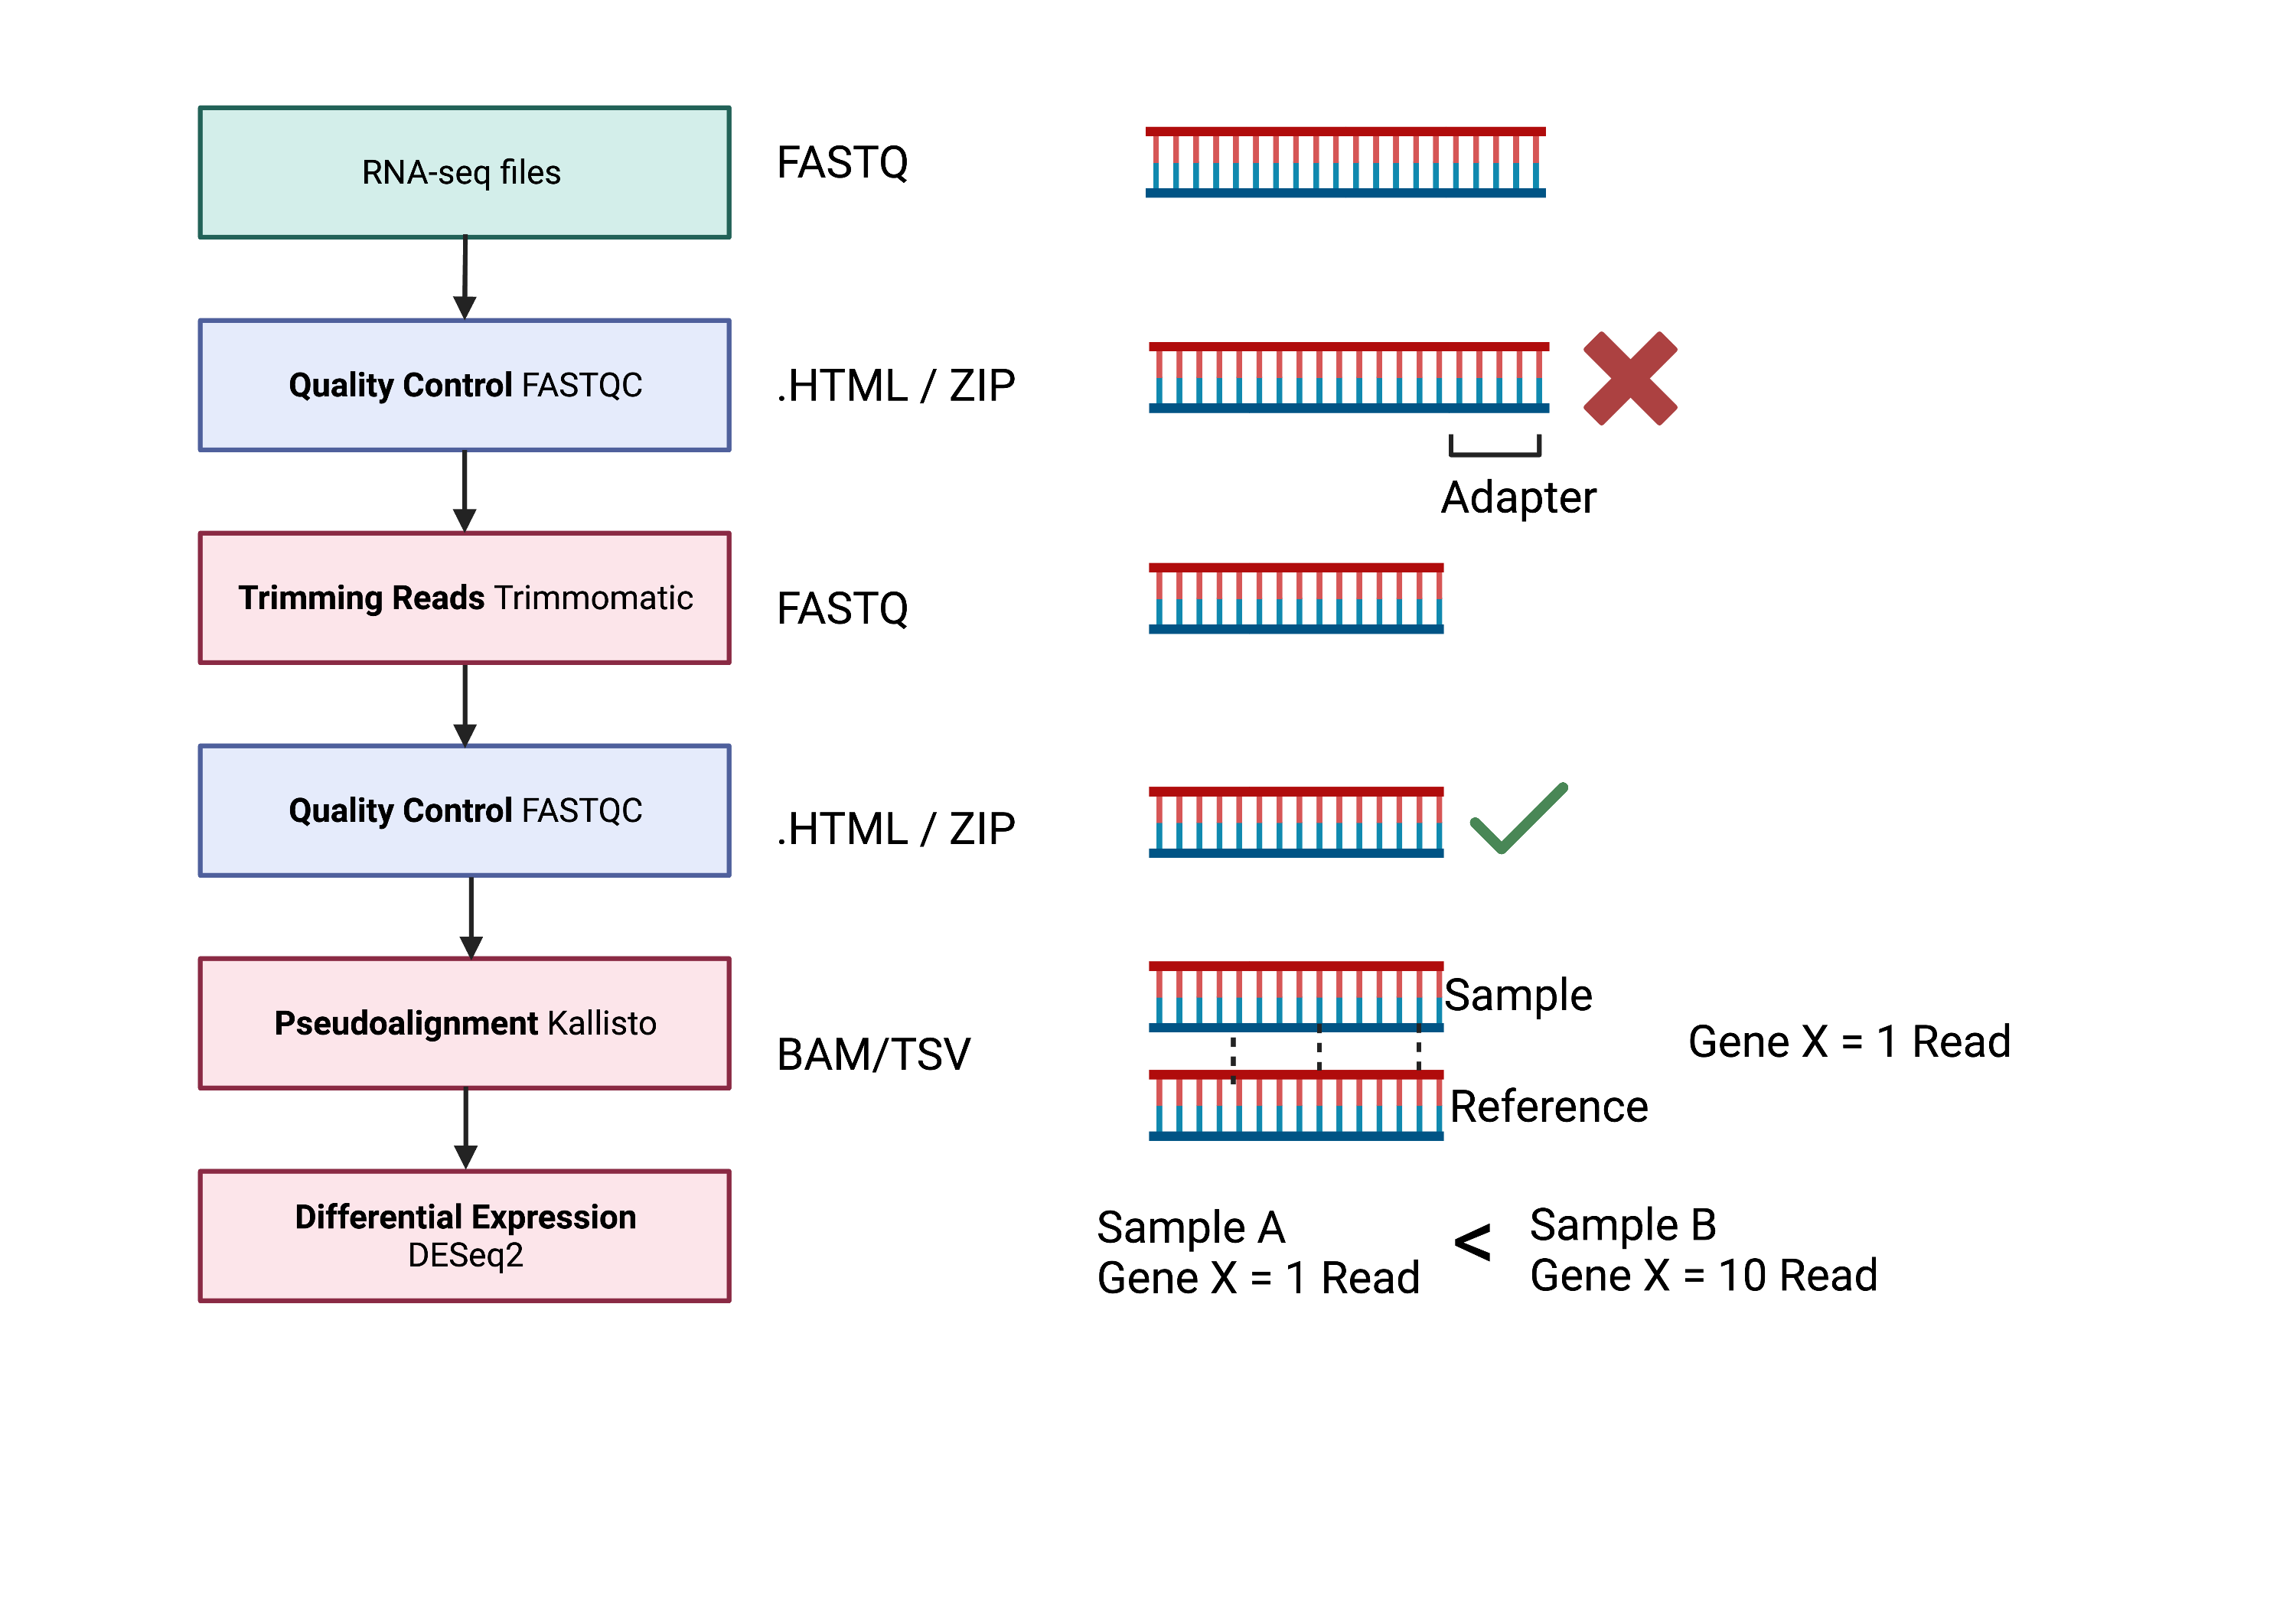 RNA-seq files
FASTQ
Quality Control FASTQC
.HTML / ZIP
Adapter
Trimming Reads Trimmomatic
FASTQ
Quality Control FASTQC
.HTML / ZIP
Pseudoalignment Kallisto
BAM/TSV
Sample
Reference
Gene X = 1 Read
Differential Expression
DESeq2
Sample A
Gene X = 1 Read
<
Sample B
Gene X = 10 Read